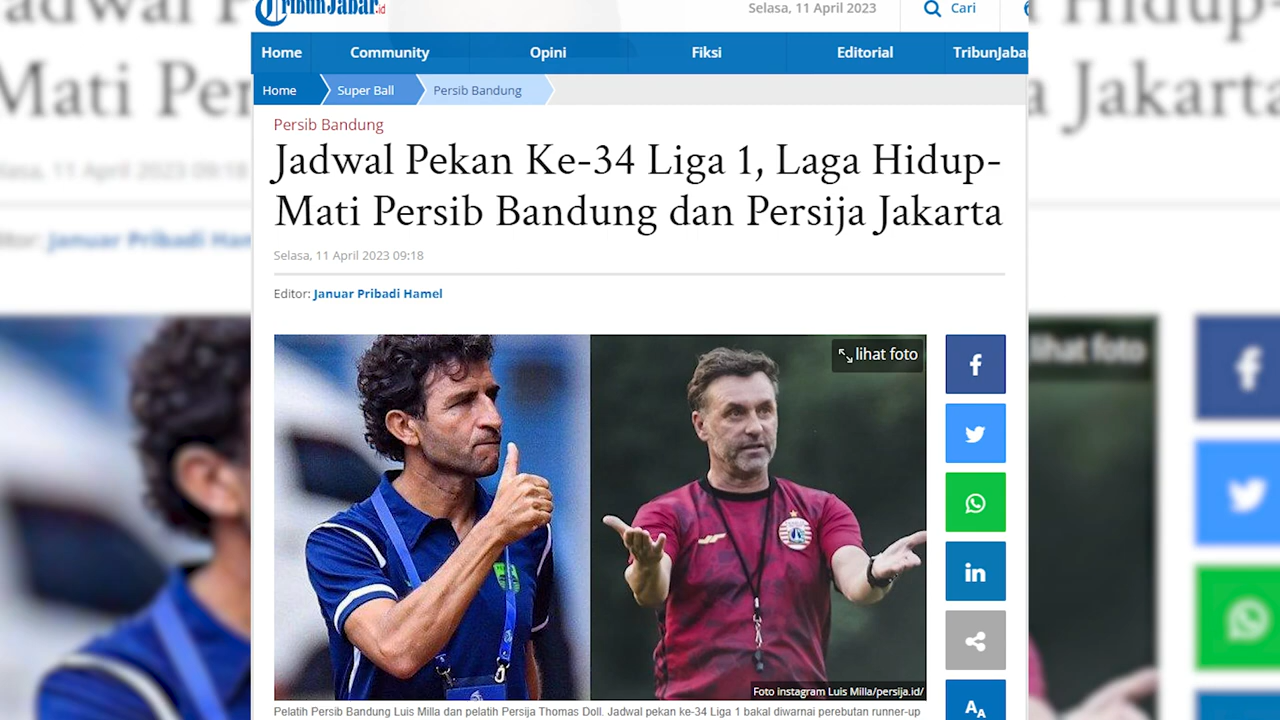 TribunJabar.id
Selasa, 11 April 2023
Cari
Home
Community
Opini
Fiksi
Editorial
TribunJaba
Home
Super Ball
Persib Bandung
Persib Bandung
Jadwal Pekan Ke-34 Liga 1, Laga Hidup-
Mati Persib Bandung dan Persija Jakarta
Selasa, 11 April 2023 09:18
Editor: Januar Pribadi Hamel
lihat foto
Foto instagram Luis Milla/persija.id/
Pelatih Persib Bandung Luis Milla dan pelatih Persija Thomas Doll. Jadwal pekan ke-34 Liga 1 bakal diwarnai perebutan runner-up
AA